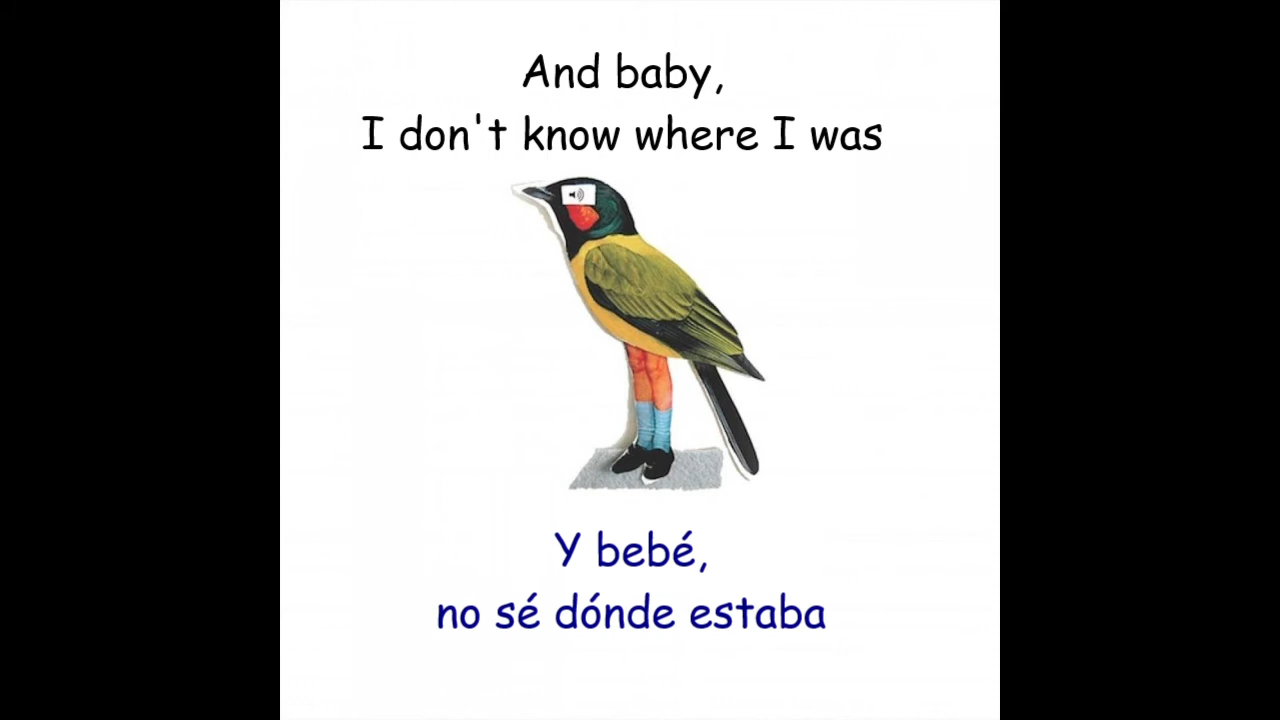 And baby,
I don't know where I was
Y bebé,
no sé dónde estaba